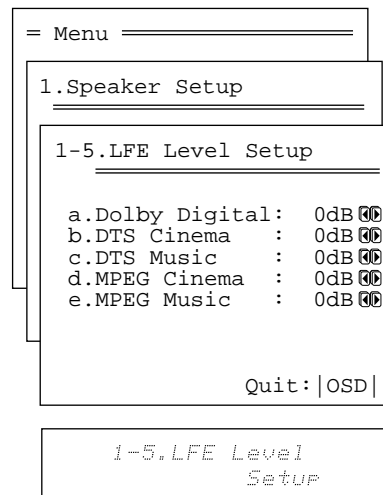 = Menu
1.Speaker Setup
1-5.LFE Level Setup
a.Dolby Digital: 0dB
b.DTS Cinema : 0dB
c.DTS Music : 0dB
d.MPEG Cinema : 0dB
e.MPEG Music : 0dB
Quit:|OSD|
1-5.LFE Level
Setup